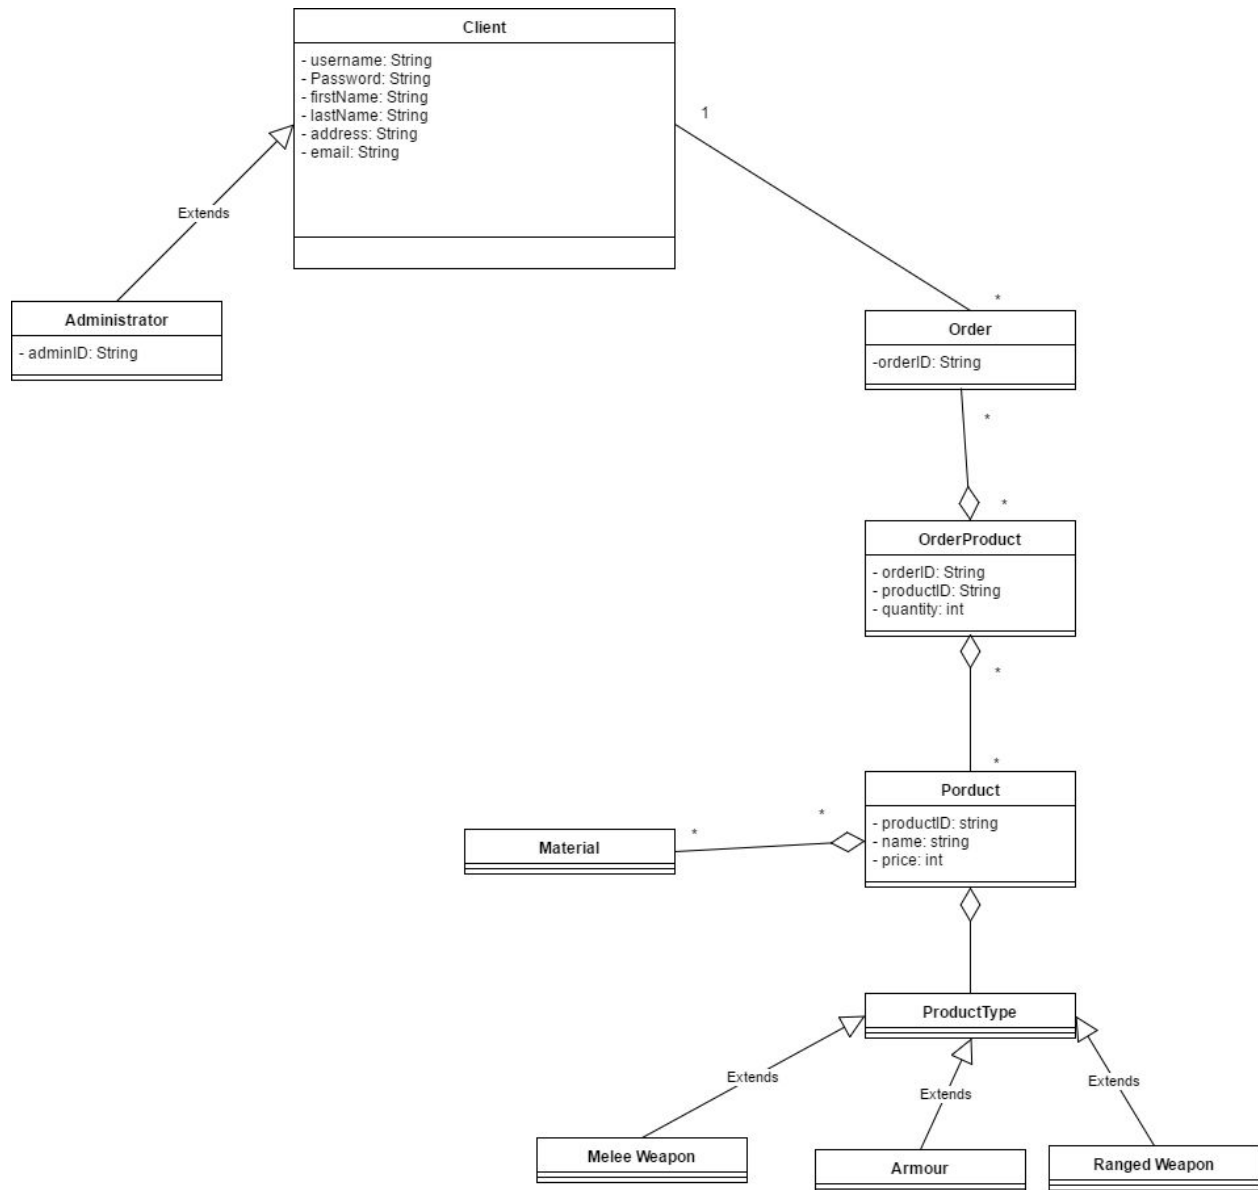 Client
- username: String
- Password: String
- firstName: String
- lastName: String
- address: String
- email: String
1
Extends
*
Administrator
- adminID: String
Order
-orderID: String
*
*
OrderProduct
- orderID: String
- productID: String
- quantity: int
*
*
Porduct
- productID: string
- name: string
- price: int
*
*
Material
ProductType
Extends
Extends
Extends
Melee Weapon
Armour
Ranged Weapon